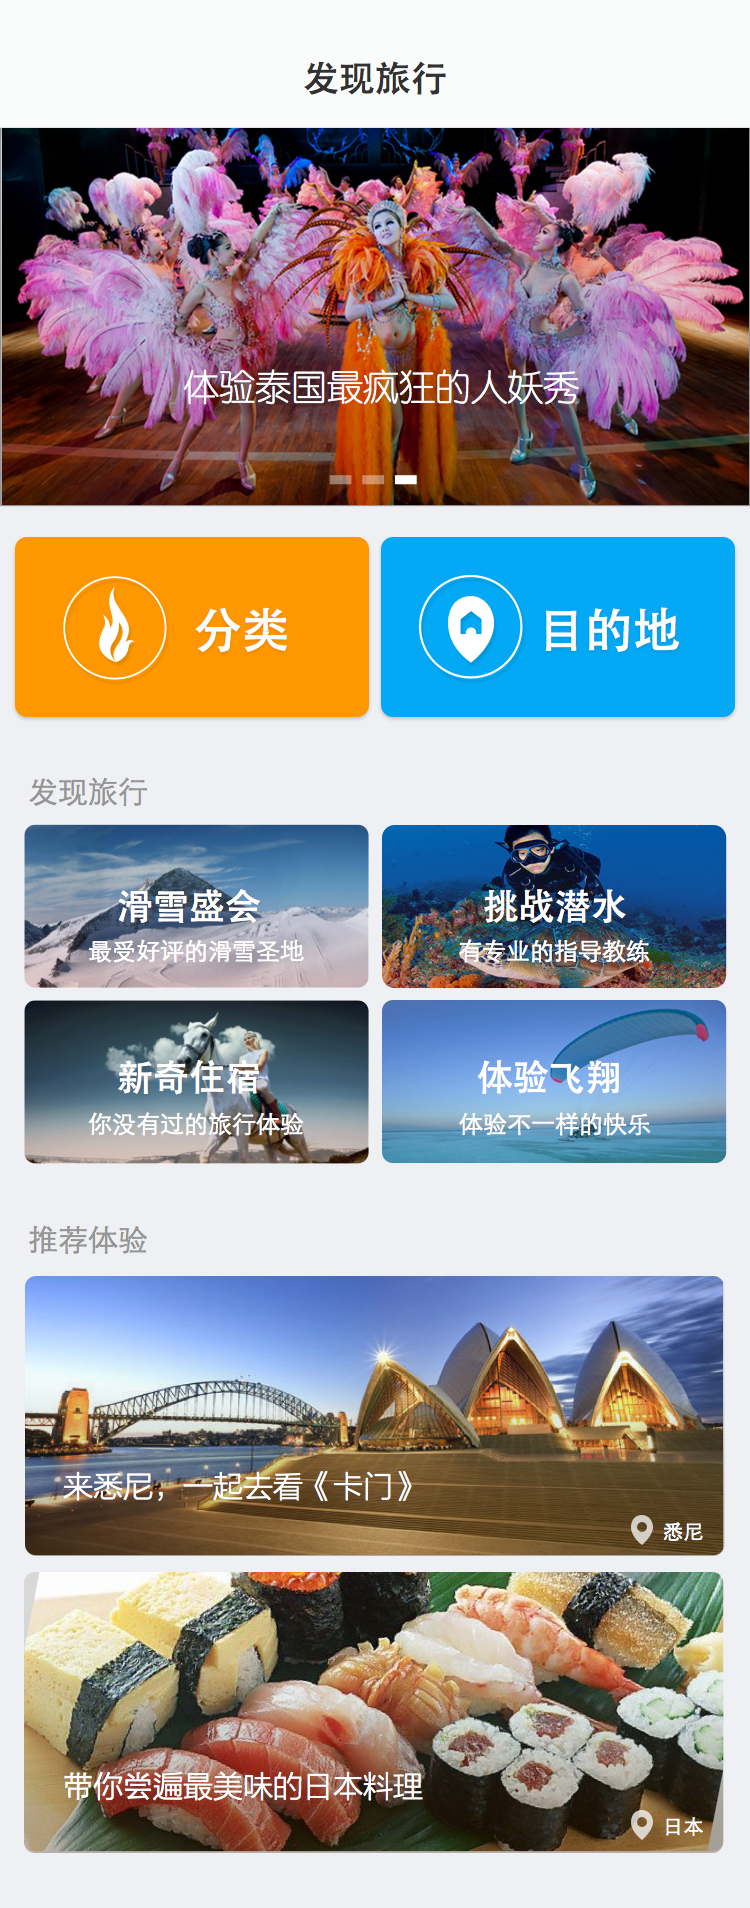 发现旅行
体验泰国最疯狂的人妖秀
分类
目的地
发现旅行
滑雪盛会
最受好评的滑雪圣地
挑战潜水
有专业的指导教练
新奇住宿
你没有过的旅行体验
体验飞翔
体验不一样的快乐
推荐体验
来悉尼，一起去看《卡门》
悉尼
带你尝遍最美味的日本料理
日本